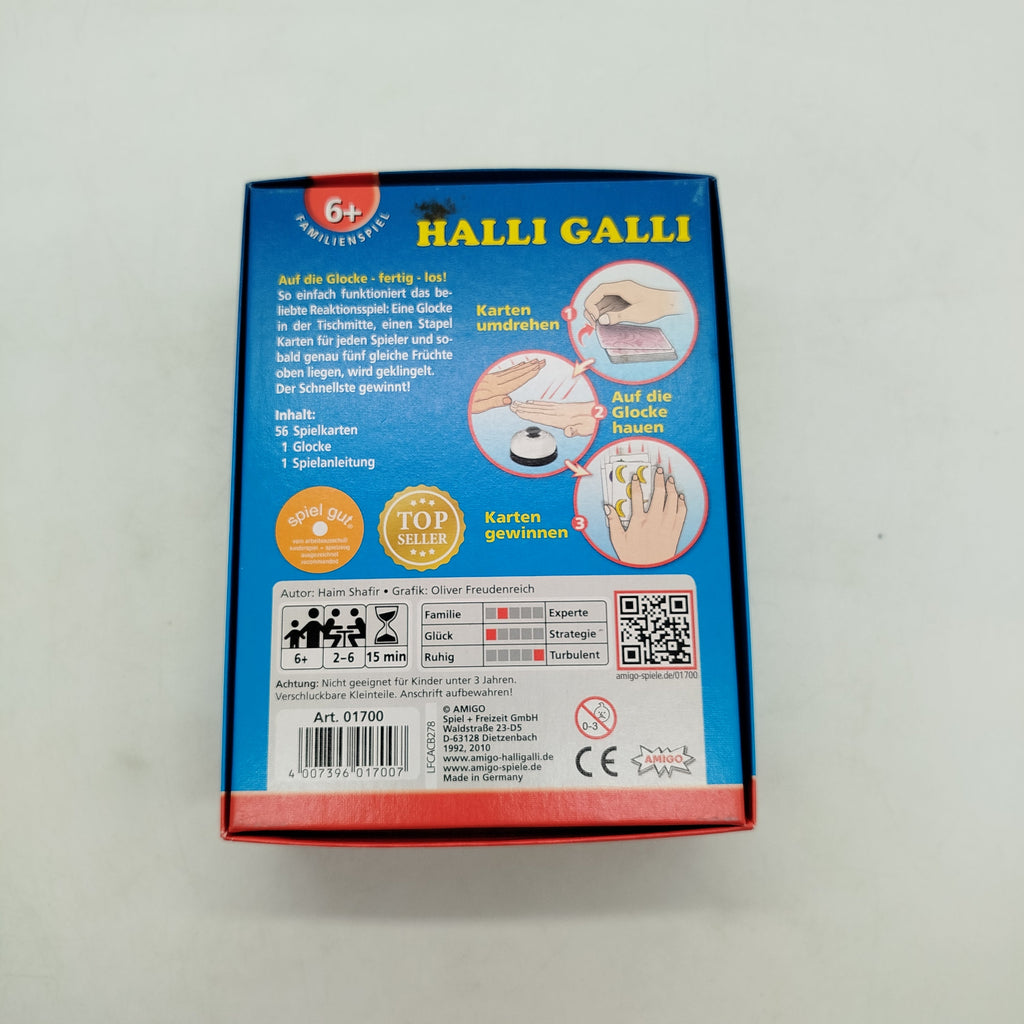 6+
FAMILIENSPIEL
HALLI GALLI
Auf die Glocke - fertig - los!
So einfach funktioniert das be-
liebte Reaktionsspiel: Eine Glocke
in der Tischmitte, einen Stapel
Karten für jeden Spieler und so-
bald genau fünf gleiche Früchte
oben liegen, wird geklingelt.
Der Schnellste gewinnt!
Inhalt:
56 Spielkarten
1 Glocke
1 Spielanleitung
Karten
umdrehen
1
2
Auf die
Glocke
hauen
Karten
gewinnen
3
spiel gut®
vom arbeitsausschuß
kinderspiel + spielzeug
ausgezeichnet
recommended
TOP
SELLER
Autor: Haim Shafir • Grafik: Oliver Freudenreich
6+
2–6
15 min
Familie
Experte
Glück
Strategie
Ruhig
Turbulent
amigo-spiele.de/01700
Achtung: Nicht geeignet für Kinder unter 3 Jahren.
Verschluckbare Kleinteile. Anschrift aufbewahren!
Art. 01700
4 007396 017007
LFCACB278
© AMIGO
Spiel + Freizeit GmbH
Waldstraße 23-D5
D-63128 Dietzenbach
1992, 2010
www.amigo-halligalli.de
www.amigo-spiele.de
Made in Germany
0-3
CE
AMIGO